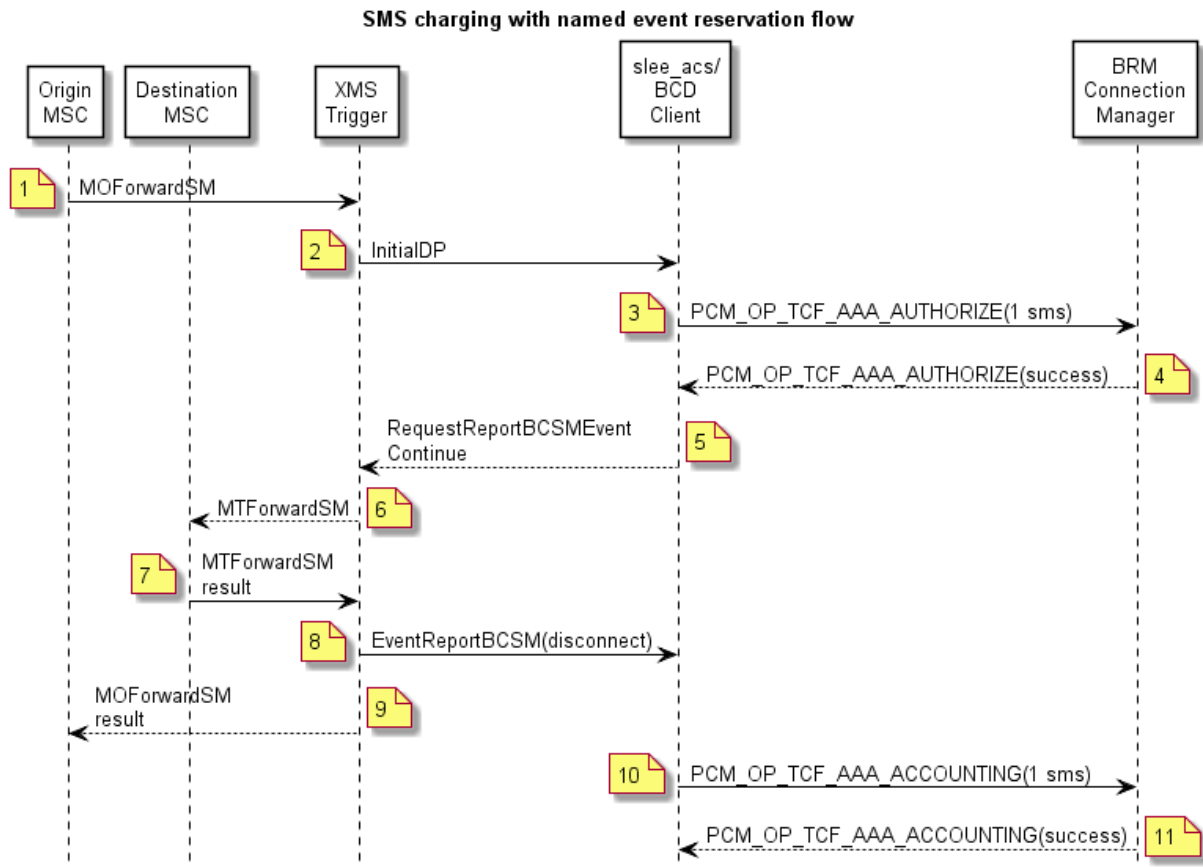 SMS charging with named event reservation flow
Origin
MSC
Destination
MSC
XMS
Trigger
slee_acs/
BCD
Client
BRM
Connection
Manager
1
MOForwardSM
2
InitialDP
3
PCM_OP_TCF_AAA_AUTHORIZE(1 sms)
PCM_OP_TCF_AAA_AUTHORIZE(success)
4
RequestReportBCSMEvent
Continue
5
MTForwardSM
6
7
MTForwardSM
result
8
EventReportBCSM(disconnect)
MOForwardSM
result
9
10
PCM_OP_TCF_AAA_ACCOUNTING(1 sms)
PCM_OP_TCF_AAA_ACCOUNTING(success)
11